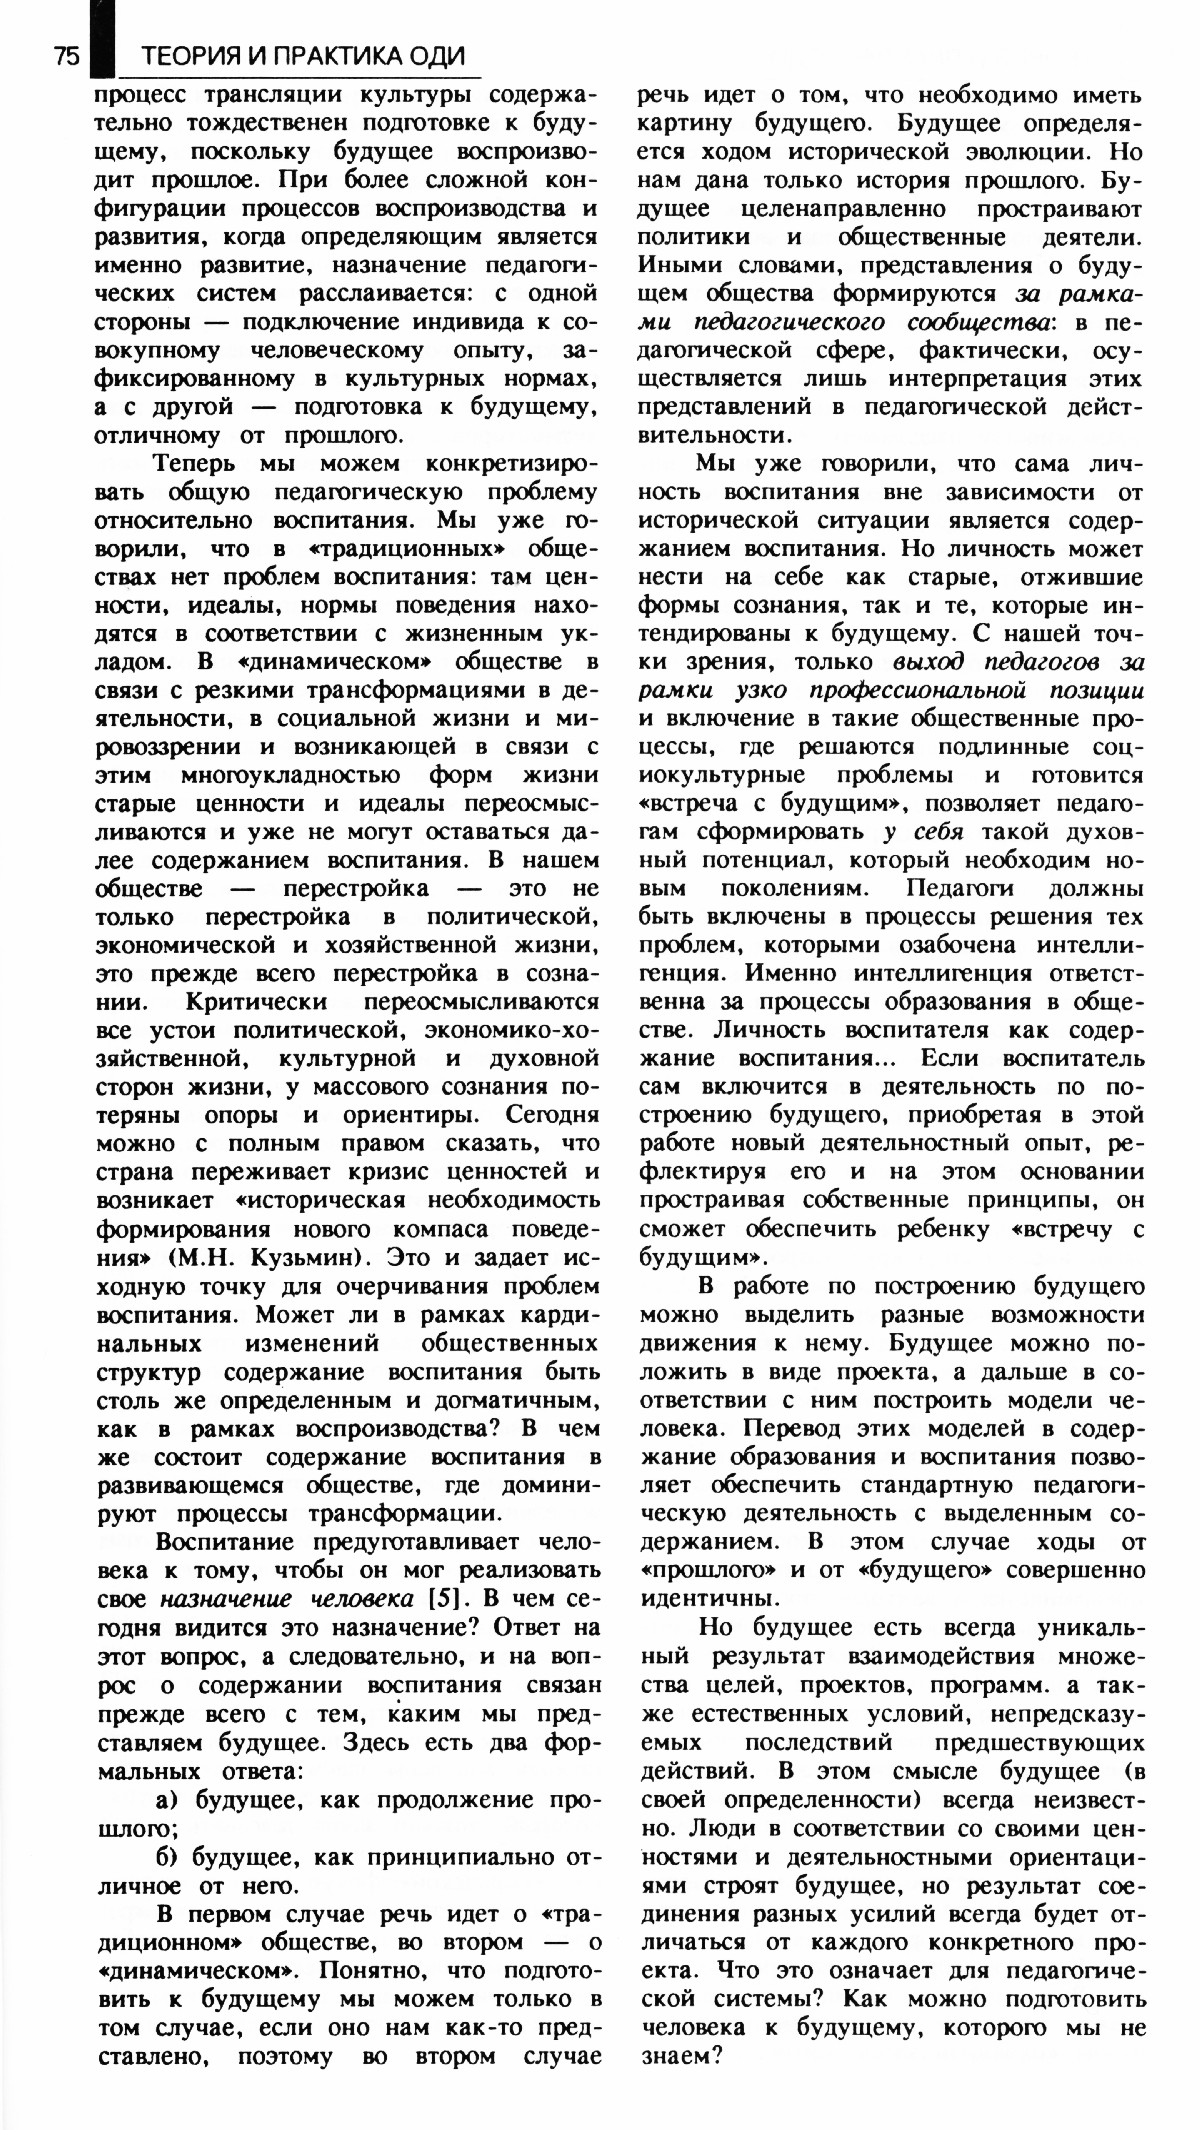 75
ТЕОРИЯ И ПРАКТИКА ОДИ
процесс трансляции культуры содержа-
тельно тождественен подготовке к буду-
щему, поскольку будущее воспроизво-
дит прошлое. При более сложной кон-
фигурации процессов воспроизводства и
развития, когда определяющим является
именно развитие, назначение педагоги-
ческих систем расслаивается: с одной
стороны — подключение индивида к со-
вокупному человеческому опыту, за-
фиксированному в культурных нормах,
а с другой — подготовка к будущему,
отличному от прошлого.
Теперь мы можем конкретизиро-
вать общую педагогическую проблему
относительно воспитания. Мы уже го-
ворили, что в «традиционных» обще-
ствах нет проблем воспитания: там цен-
ности, идеалы, нормы поведения нахо-
дятся в соответствии с жизненным ук-
ладом. В «динамическом» обществе в
связи с резкими трансформациями в де-
ятельности, в социальной жизни и ми-
ровоззрении и возникающей в связи с
этим многоукладностью форм жизни
старые ценности и идеалы переосмыс-
ливаются и уже не могут оставаться да-
лее содержанием воспитания. В нашем
обществе — перестройка — это не
только перестройка в политической,
экономической и хозяйственной жизни,
это прежде всего перестройка в созна-
нии. Критически переосмысливаются
все устои политической, экономико-хо-
зяйственной, культурной и духовной
сторон жизни, у массового сознания по-
теряны опоры и ориентиры. Сегодня
можно с полным правом сказать, что
страна переживает кризис ценностей и
возникает «историческая необходимость
формирования нового компаса поведе-
ния» (М.Н. Кузьмин). Это и задает ис-
ходную точку для очерчивания проблем
воспитания. Может ли в рамках карди-
нальных изменений общественных
структур содержание воспитания быть
столь же определенным и догматичным,
как в рамках воспроизводства? В чем
же состоит содержание воспитания в
развивающемся обществе, где домини-
руют процессы трансформации.
Воспитание предуготавливает чело-
века к тому, чтобы он мог реализовать
свое назначение человека [5]. В чем се-
годня видится это назначение? Ответ на
этот вопрос, а следовательно, и на воп-
рос о содержании воспитания связан
прежде всего с тем, каким мы пред-
ставляем будущее. Здесь есть два фор-
мальных ответа:
а) будущее, как продолжение про-
шлого;
б) будущее, как принципиально от-
личное от него.
В первом случае речь идет о «тра-
диционном» обществе, во втором — о
«динамическом». Понятно, что подгото-
вить к будущему мы можем только в
том случае, если оно нам как-то пред-
ставлено, поэтому во втором случае
речь идет о том, что необходимо иметь
картину будущего. Будущее определя-
ется ходом исторической эволюции. Но
нам дана только история прошлого. Бу-
дущее целенаправленно простраивают
политики и общественные деятели.
Иными словами, представления о буду-
щем общества формируются за рамка-
ми педагогического сообщества: в пе-
дагогической сфере, фактически, осу-
ществляется лишь интерпретация этих
представлений в педагогической дейст-
вительности.
Мы уже говорили, что сама лич-
ность воспитания вне зависимости от
исторической ситуации является содер-
жанием воспитания. Но личность может
нести на себе как старые, отжившие
формы сознания, так и те, которые ин-
тендированы к будущему. С нашей точ-
ки зрения, только выход педагогов за
рамки узко профессиональной позиции
и включение в такие общественные про-
цессы, где решаются подлинные соц-
иокультурные проблемы и готовится
«встреча с будущим», позволяет педаго-
гам сформировать у себя такой духов-
ный потенциал, который необходим но-
вым поколениям. Педагоги должны
быть включены в процессы решения тех
проблем, которыми озабочена интелли-
генция. Именно интеллигенция ответст-
венна за процессы образования в обще-
стве. Личность воспитателя как содер-
жание воспитания... Если воспитатель
сам включится в деятельность по по-
строению будущего, приобретая в этой
работе новый деятельностный опыт, ре-
флектируя его и на этом основании
простраивая собственные принципы, он
сможет обеспечить ребенку «встречу с
будущим».
В работе по построению будущего
можно выделить разные возможности
движения к нему. Будущее можно по-
ложить в виде проекта, а дальше в со-
ответствии с ним построить модели че-
ловека. Перевод этих моделей в содер-
жание образования и воспитания позво-
ляет обеспечить стандартную педагоги-
ческую деятельность с выделенным со-
держанием. В этом случае ходы от
«прошлого» и от «будущего» совершенно
идентичны.
Но будущее есть всегда уникаль-
ный результат взаимодействия множе-
ства целей, проектов, программ. а так-
же естественных условий, непредсказу-
емых последствий предшествующих
действий. В этом смысле будущее (в
своей определенности) всегда неизвест-
но. Люди в соответствии со своими цен-
ностями и деятельностными ориентаци-
ями строят будущее, но результат сое-
динения разных усилий всегда будет от-
личаться от каждого конкретного про-
екта. Что это означает для педагогиче-
ской системы? Как можно подготовить
человека к будущему, которого мы не
знаем?